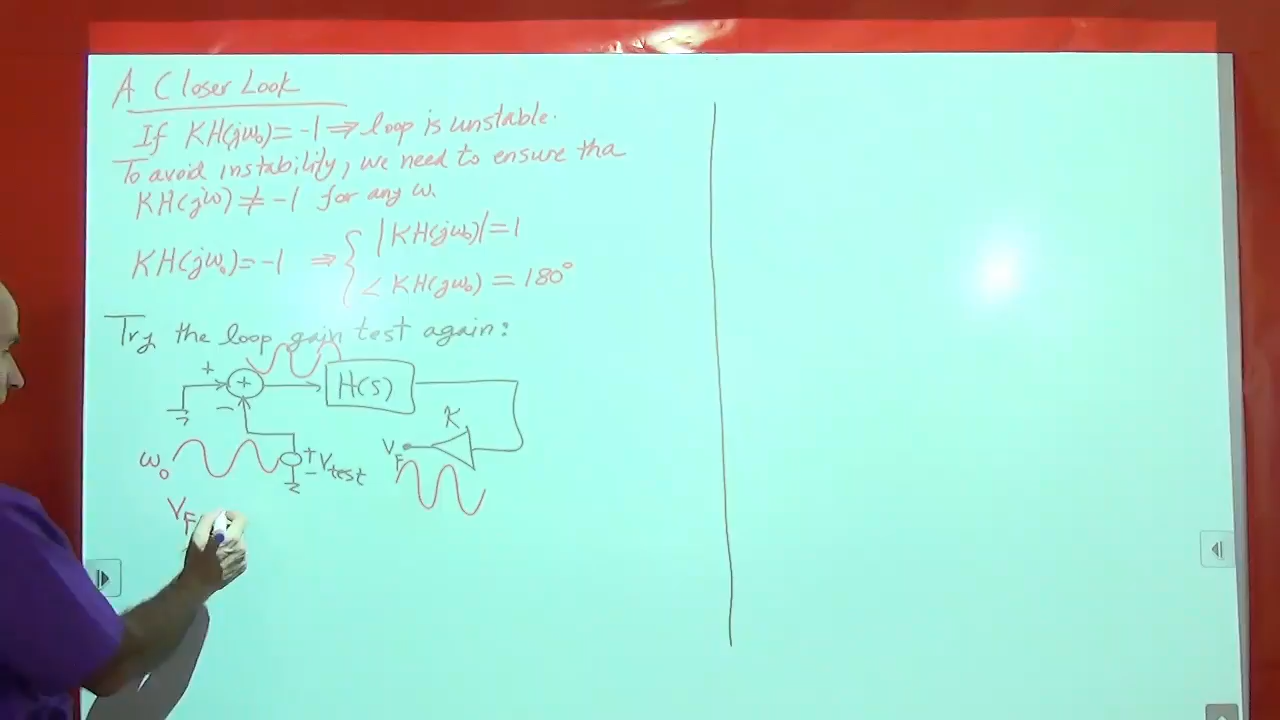 A Closer Look
If KH(jω₀) = -1 ⇒ loop is unstable.
To avoid instability, we need to ensure tha
KH(jω) ≠ -1 for any ω.
KH(jω₀) = -1 ⇒ { |KH(jω₀)| = 1
∠ KH(jω₀) = 180°
Try the loop gain test again:
+ + H(s)
- K
ω₀ + - Vtest VF
VF